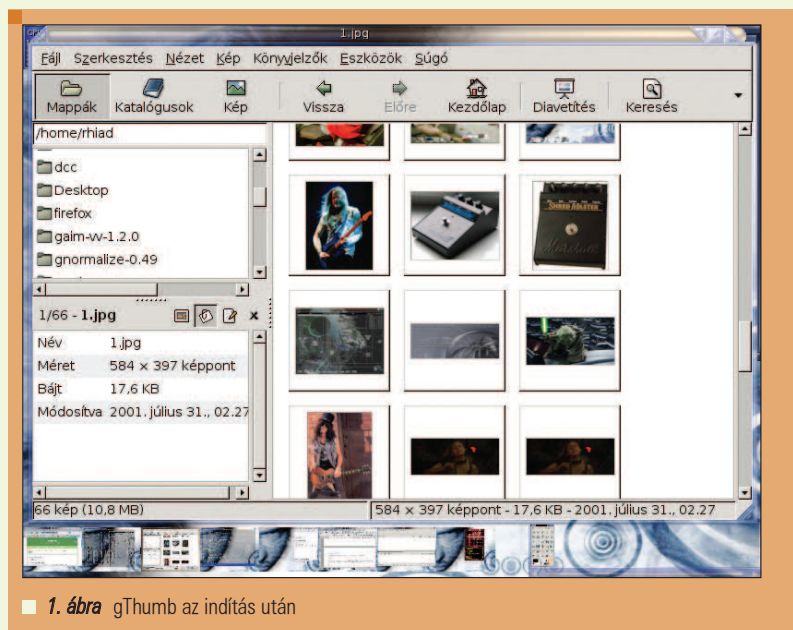 1.jpg
Fájl Szerkesztés Nézet Kép Könyvjelzők Eszközök Súgó
Mappák Katalógusok Kép Vissza Előre Kezdőlap Diavetítés Keresés
/home/rhiad
dcc
Desktop
firefox
gaim-vv-1.2.0
gnormalize-0.49
1/66 - 1.jpg
Név 1.jpg
Méret 584 × 397 képpont
Bájt 17,6 KB
Módosítva 2001. július 31., 02.27
SHRED MASTER
Marshall
66 kép (10,8 MB)
584 × 397 képpont - 17,6 KB - 2001. július 31., 02.27
1. ábra gThumb az indítás után